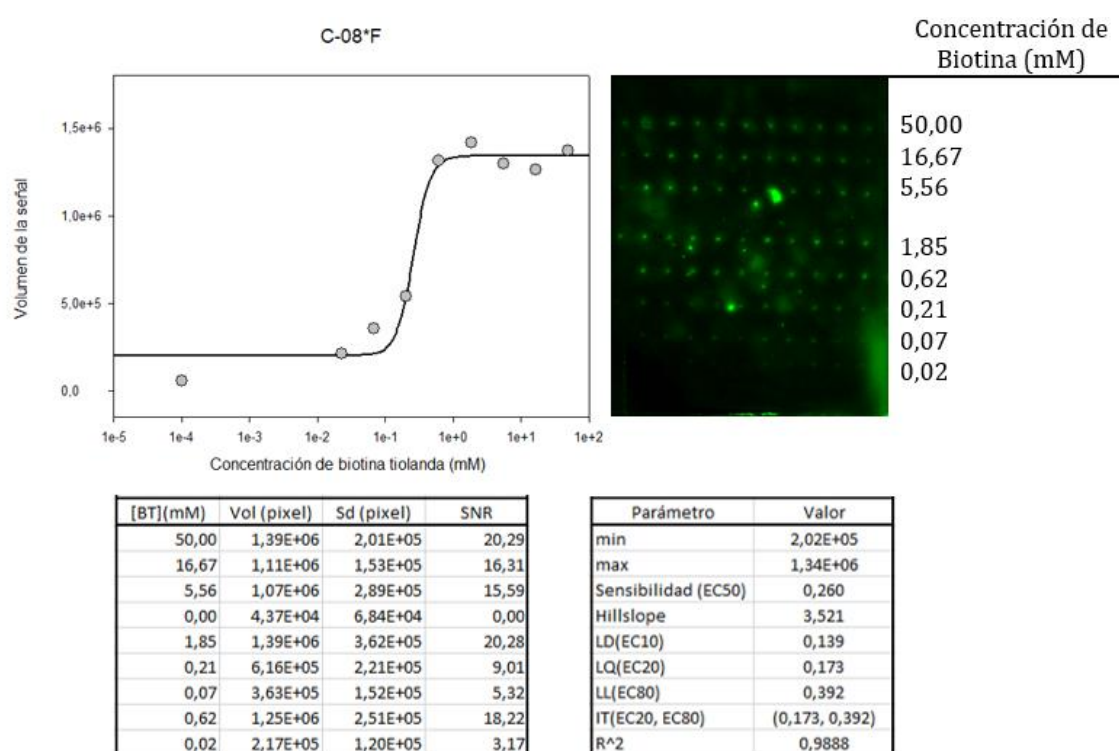 C-08*F
Concentración de
Biotina (mM)
1,5e+6
1,0e+6
5,0e+5
0,0
Volumen de la señal
1e-5 1e-4 1e-3 1e-2 1e-1 1e+0 1e+1 1e+2
Concentración de biotina tiolanda (mM)
50,00
16,67
5,56
1,85
0,62
0,21
0,07
0,02
[BT](mM) Vol (pixel) Sd (pixel) SNR
50,00 1,39E+06 2,01E+05 20,29
16,67 1,11E+06 1,53E+05 16,31
5,56 1,07E+06 2,89E+05 15,59
0,00 4,37E+04 6,84E+04 0,00
1,85 1,39E+06 3,62E+05 20,28
0,21 6,16E+05 2,21E+05 9,01
0,07 3,63E+05 1,52E+05 5,32
0,62 1,25E+06 2,51E+05 18,22
0,02 2,17E+05 1,20E+05 3,17
Parámetro Valor
min 2,02E+05
max 1,34E+06
Sensibilidad (EC50) 0,260
Hillslope 3,521
LD(EC10) 0,139
LQ(EC20) 0,173
LL(EC80) 0,392
IT(EC20, EC80) (0,173, 0,392)
R^2 0,9888